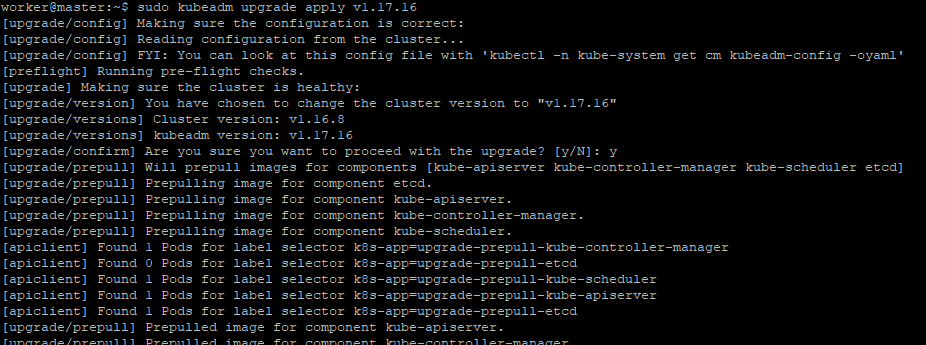 worker@master:~$ sudo kubeadm upgrade apply v1.17.16
[upgrade/config] Making sure the configuration is correct:
[upgrade/config] Reading configuration from the cluster...
[upgrade/config] FYI: You can look at this config file with 'kubectl -n kube-system get cm kubeadm-config -oyaml'
[preflight] Running pre-flight checks.
[upgrade] Making sure the cluster is healthy:
[upgrade/version] You have chosen to change the cluster version to "v1.17.16"
[upgrade/versions] Cluster version: v1.16.8
[upgrade/versions] kubeadm version: v1.17.16
[upgrade/confirm] Are you sure you want to proceed with the upgrade? [y/N]: y
[upgrade/prepull] Will prepull images for components [kube-apiserver kube-controller-manager kube-scheduler etcd]
[upgrade/prepull] Prepulling image for component etcd.
[upgrade/prepull] Prepulling image for component kube-apiserver.
[upgrade/prepull] Prepulling image for component kube-controller-manager.
[upgrade/prepull] Prepulling image for component kube-scheduler.
[apiclient] Found 1 Pods for label selector k8s-app=upgrade-prepull-kube-controller-manager
[apiclient] Found 0 Pods for label selector k8s-app=upgrade-prepull-etcd
[apiclient] Found 1 Pods for label selector k8s-app=upgrade-prepull-kube-scheduler
[apiclient] Found 1 Pods for label selector k8s-app=upgrade-prepull-kube-apiserver
[apiclient] Found 1 Pods for label selector k8s-app=upgrade-prepull-etcd
[upgrade/prepull] Prepulled image for component kube-apiserver.
[upgrade/prepull] Prepulled image for component kube-controller-manager.